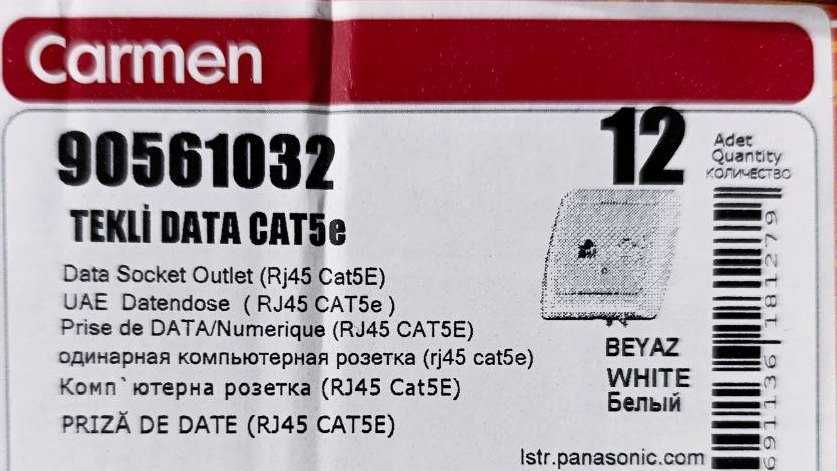 Carmen
90561032
12
Adet
Quantity
количество
TEKLİ DATA CAT5e
Data Socket Outlet (Rj45 Cat5E)
UAE Datendose ( RJ45 CAT5e )
Prise de DATA/Numerique (RJ45 CAT5E)
одинарная компьютерная розетка (rj45 cat5e)
Комп`ютерна розетка (RJ45 Cat5E)
PRIZĂ DE DATE (RJ45 CAT5E)
BEYAZ
WHITE
Белый
lstr.panasonic.com
691136 181279